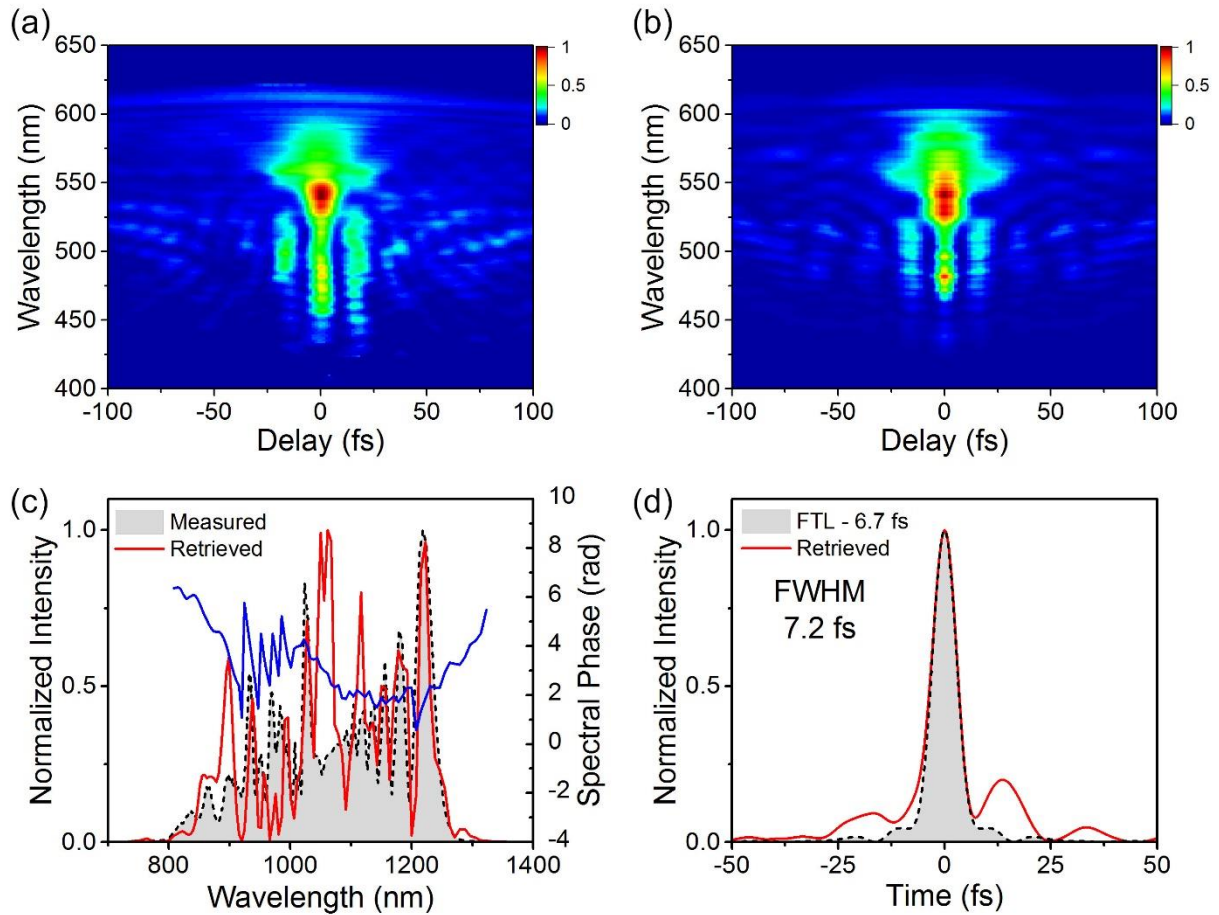 (a)
650
600
550
500
450
400
Wavelength (nm)
-100
-50
0
50
100
Delay (fs)
1
0.5
0
(b)
650
600
550
500
450
400
Wavelength (nm)
-100
-50
0
50
100
Delay (fs)
1
0.5
0
(c)
Measured
Retrieved
1.0
0.5
0.0
Normalized Intensity
10
8
6
4
2
0
-2
-4
Spectral Phase (rad)
800
1000
1200
1400
Wavelength (nm)
(d)
FTL - 6.7 fs
Retrieved
FWHM
7.2 fs
1.0
0.5
0.0
Normalized Intensity
-50
-25
0
25
50
Time (fs)